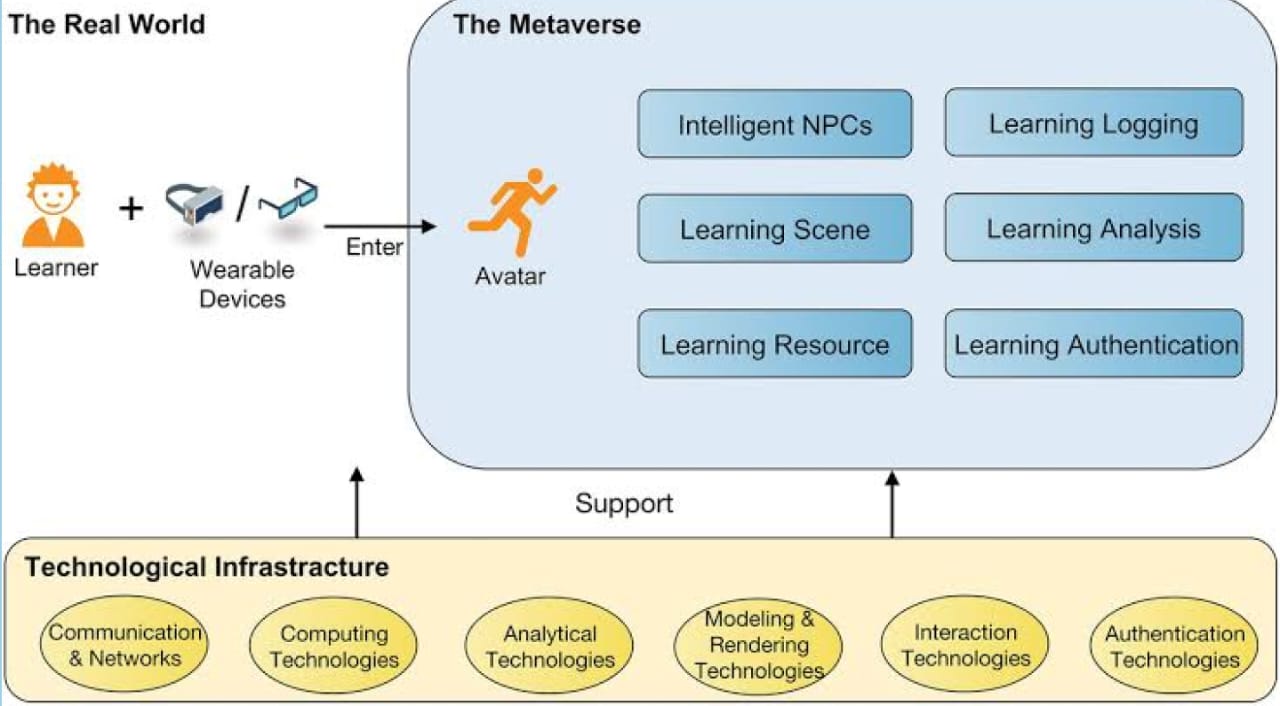 The Real World
The Metaverse
Intelligent NPCs
Learning Logging
Learning Scene
Learning Analysis
Learning Resource
Learning Authentication
+
/
Enter
Learner
Wearable
Devices
Avatar
Support
Technological Infrastracture
Communication
& Networks
Computing
Technologies
Analytical
Technologies
Modeling &
Rendering
Technologies
Interaction
Technologies
Authentication
Technologies